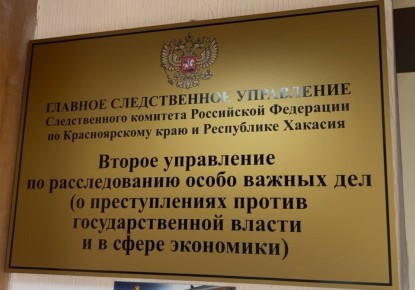 ГЛАВНОЕ СЛЕДСТВЕННОЕ УПРАВЛЕНИЕ
Следственного комитета Российской Федерации
по Красноярскому краю и Республике Хакасия
Второе управление
по расследованию особо важных дел
(о преступлениях против
государственной власти
и в сфере экономики)